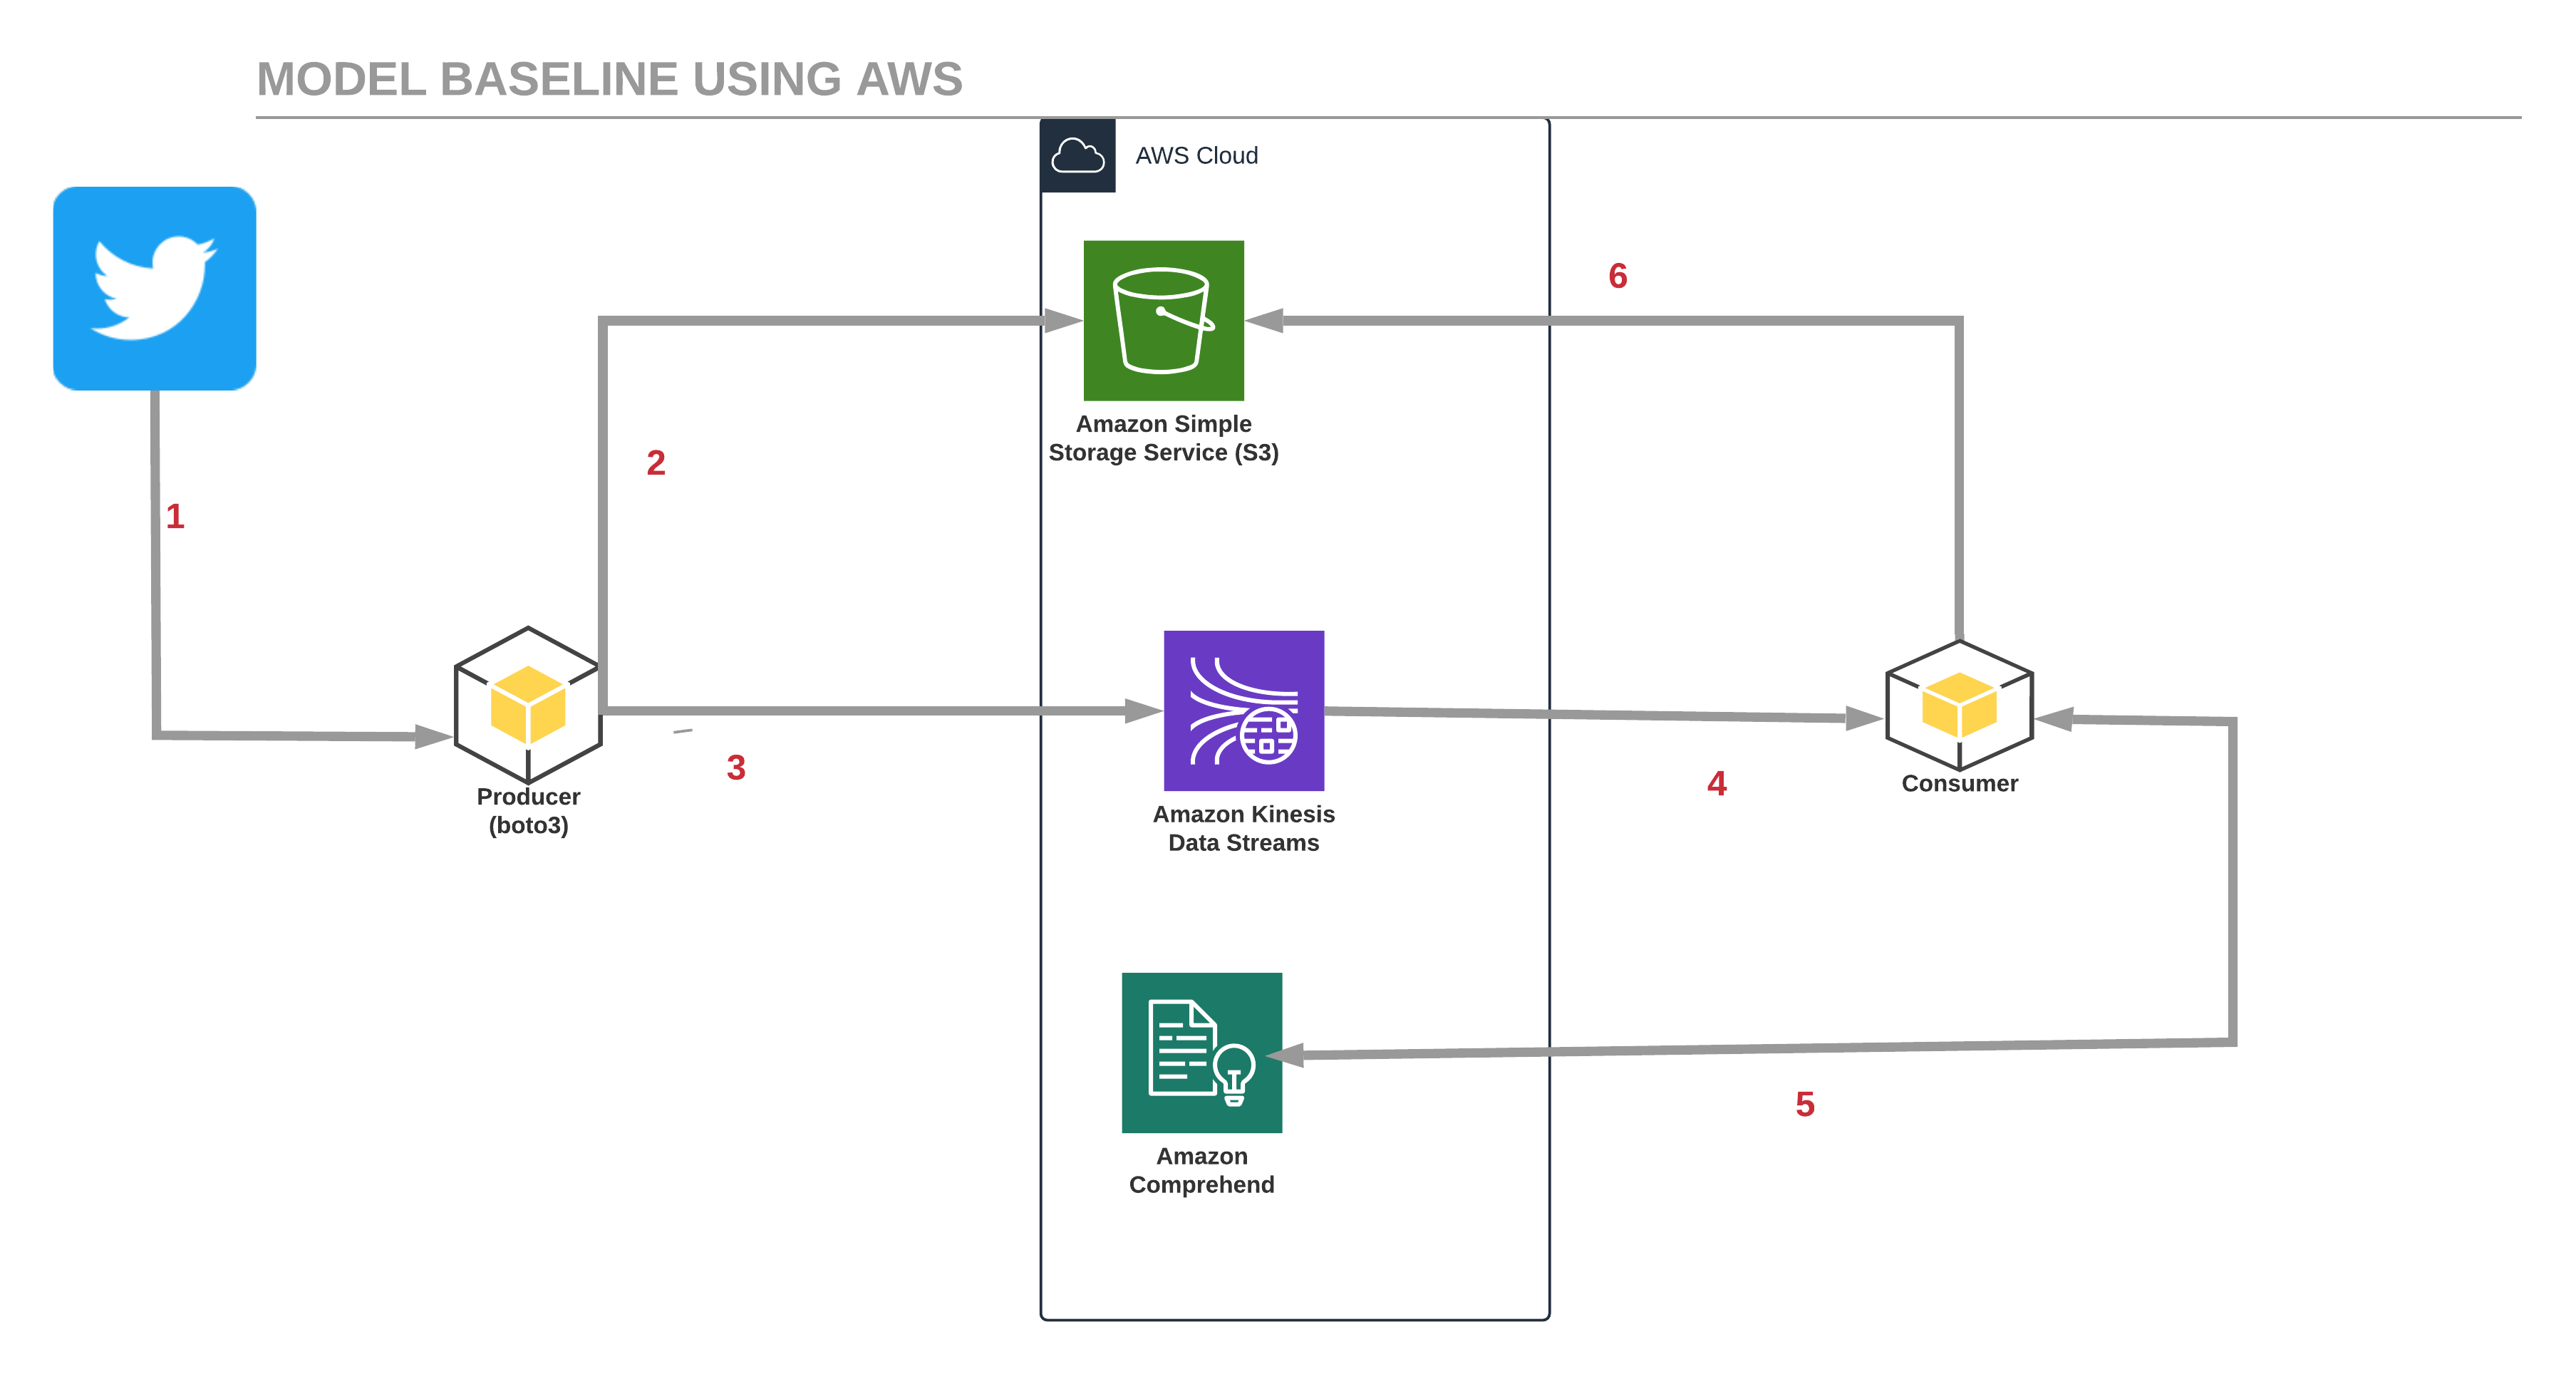 MODEL BASELINE USING AWS
AWS Cloud
6
Amazon Simple
Storage Service (S3)
2
1
3
4
Producer
(boto3)
Amazon Kinesis
Data Streams
Consumer
5
Amazon
Comprehend